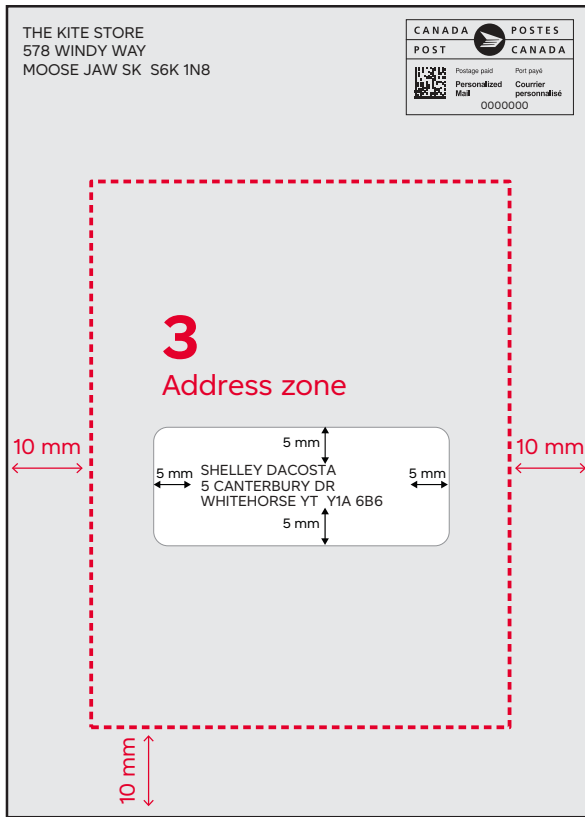 THE KITE STORE
578 WINDY WAY
MOOSE JAW SK  S6K 1N8
CANADA POSTES
POST CANADA
Postage paid Port payé
Personalized Courrier
Mail personnalisé
0000000
3
Address zone
10 mm
10 mm
5 mm
5 mm
5 mm
SHELLEY DACOSTA
5 CANTERBURY DR
WHITEHORSE YT  Y1A 6B6
5 mm
10 mm